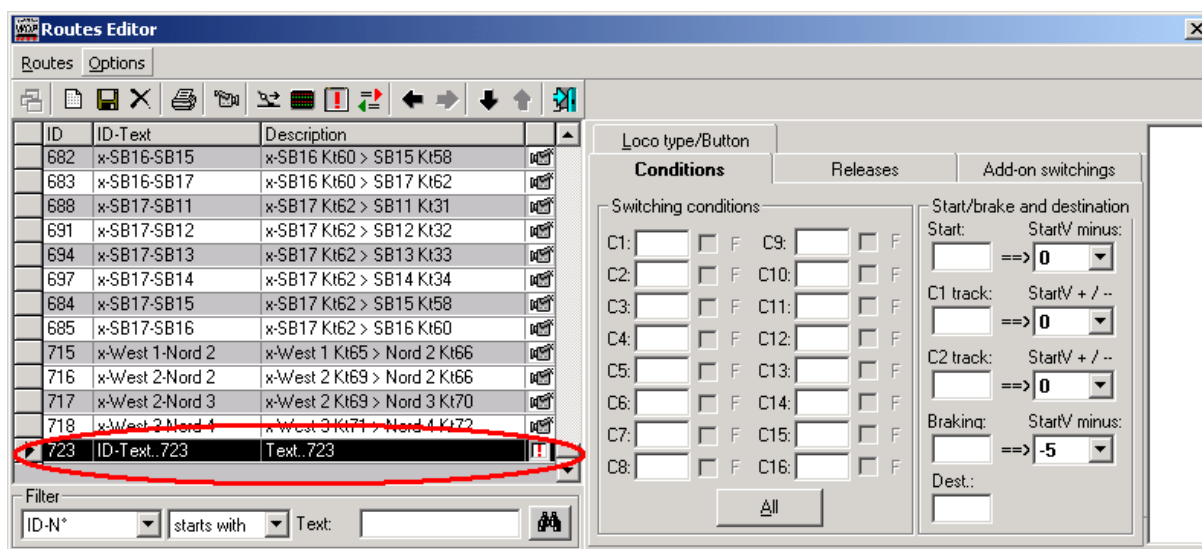 Routes Editor
Routes Options
ID ID-Text Description
682 x-SB16-SB15 x-SB16 Kt60 > SB15 Kt58
683 x-SB16-SB17 x-SB16 Kt60 > SB17 Kt62
688 x-SB17-SB11 x-SB17 Kt62 > SB11 Kt31
691 x-SB17-SB12 x-SB17 Kt62 > SB12 Kt32
694 x-SB17-SB13 x-SB17 Kt62 > SB13 Kt33
697 x-SB17-SB14 x-SB17 Kt62 > SB14 Kt34
684 x-SB17-SB15 x-SB17 Kt62 > SB15 Kt58
685 x-SB17-SB16 x-SB17 Kt62 > SB16 Kt60
715 x-West 1-Nord 2 x-West 1 Kt65 > Nord 2 Kt66
716 x-West 2-Nord 2 x-West 2 Kt69 > Nord 2 Kt66
717 x-West 2-Nord 3 x-West 2 Kt69 > Nord 3 Kt70
718 x-West 3-Nord 4 x-West 3 Kt71 > Nord 4 Kt72
723 ID-Text..723 Text..723
Filter
ID-N° starts with Text:
Loco type/Button
Conditions Releases Add-on switchings
Switching conditions
C1: F C9: F
C2: F C10: F
C3: F C11: F
C4: F C12: F
C5: F C13: F
C6: F C14: F
C7: F C15: F
C8: F C16: F
All
Start/brake and destination
Start: StartV minus:
==> 0
C1 track: StartV + / --
==> 0
C2 track: StartV + / --
==> 0
Braking: StartV minus:
==> -5
Dest.: